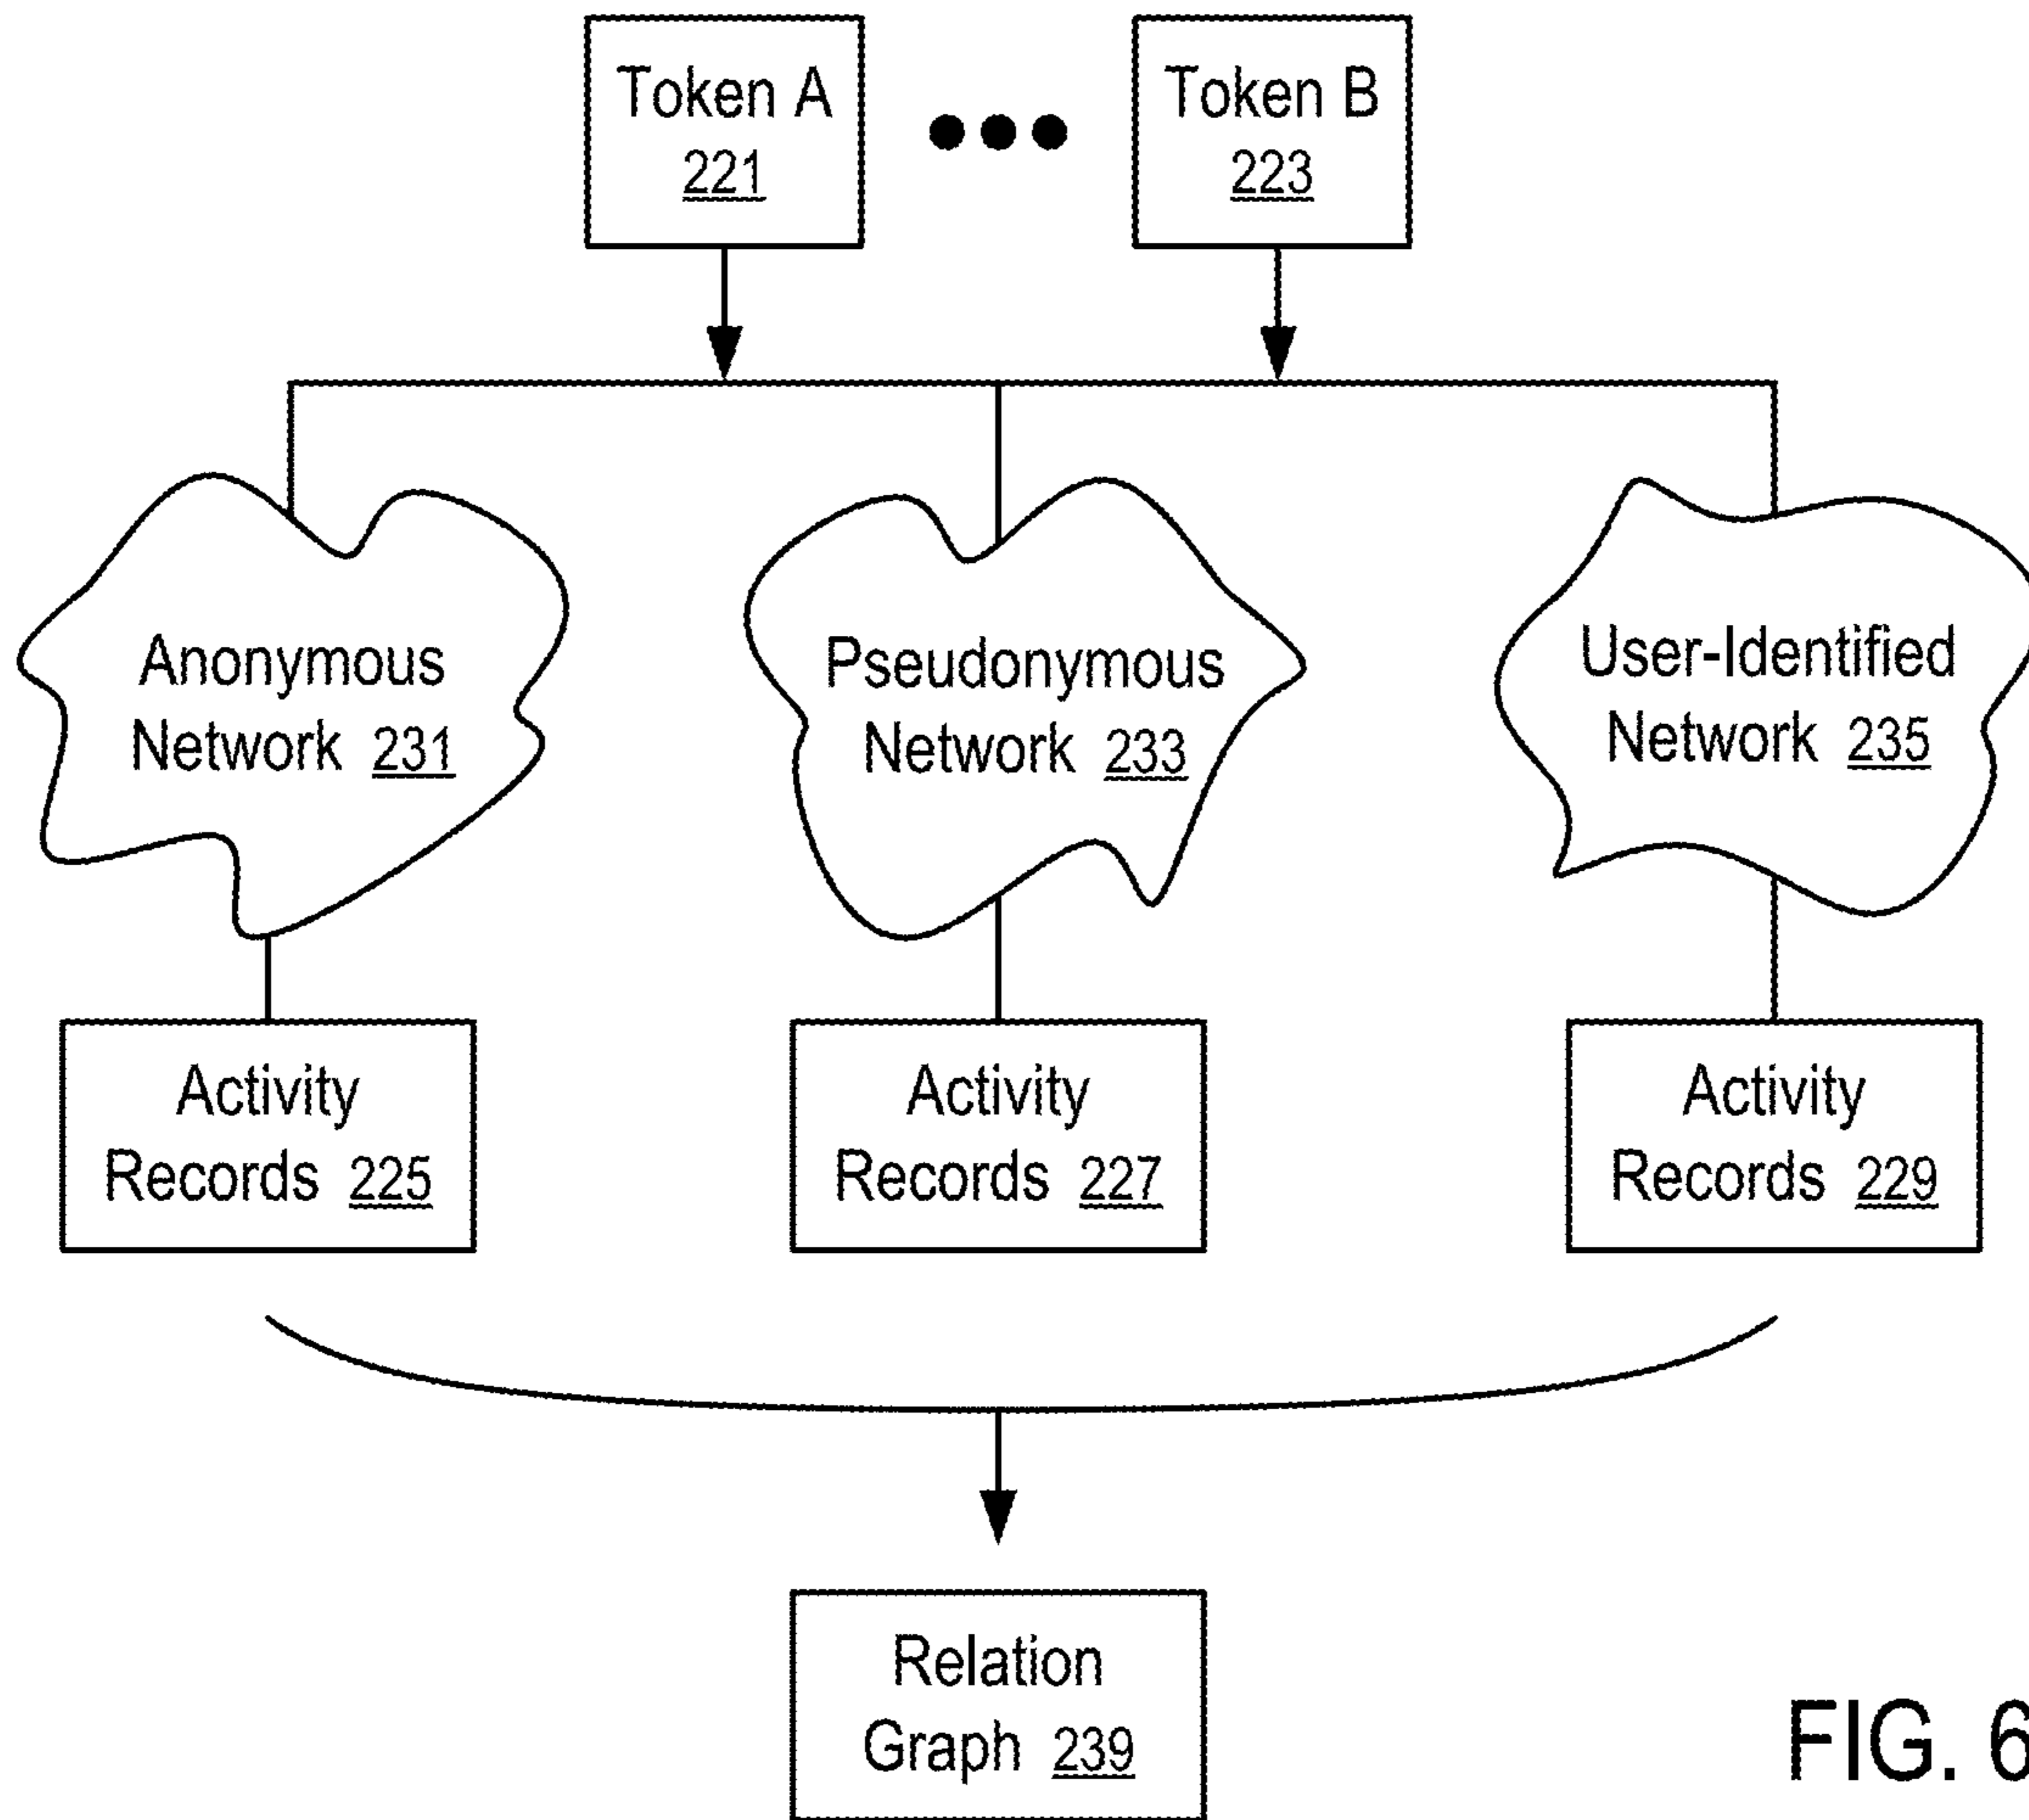 Token A
221
Token B
223
Anonymous
Network 231
Pseudonymous
Network 233
User-Identified
Network 235
Activity
Records 225
Activity
Records 227
Activity
Records 229
Relation
Graph 239
FIG. 6